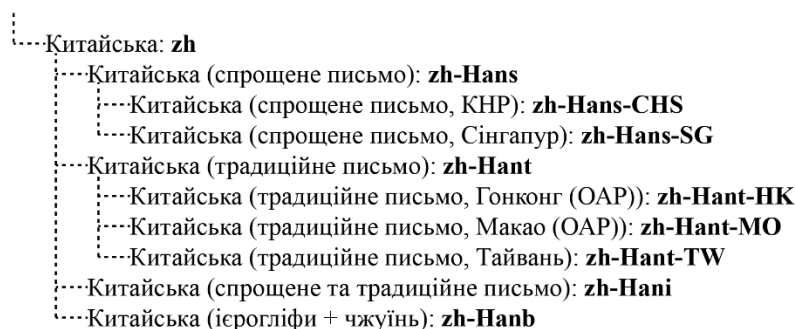 Китайська: zh
Китайська (спрощене письмо): zh-Hans
Китайська (спрощене письмо, КНР): zh-Hans-CHS
Китайська (спрощене письмо, Сінгапур): zh-Hans-SG
Китайська (традиційне письмо): zh-Hant
Китайська (традиційне письмо, Гонконг (ОАР)): zh-Hant-HK
Китайська (традиційне письмо, Макао (ОАР)): zh-Hant-MO
Китайська (традиційне письмо, Тайвань): zh-Hant-TW
Китайська (спрощене та традиційне письмо): zh-Hani
Китайська (ієрогліфи + чжуїнь): zh-Hanb